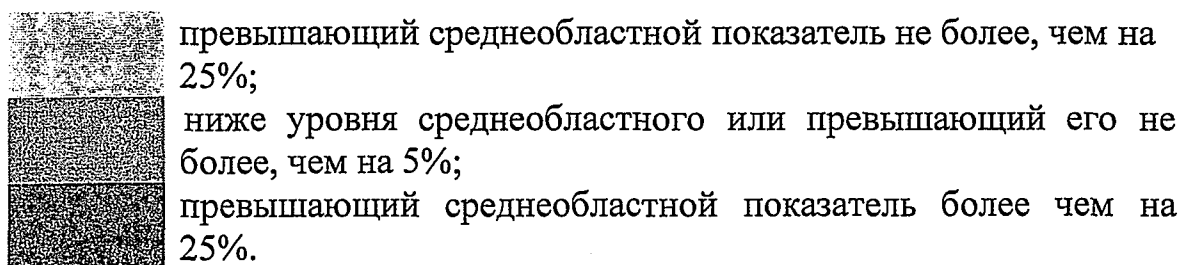 превышающий среднеобластной показатель не более, чем на
25%;
ниже уровня среднеобластного или превышающий его не
более, чем на 5%;
превышающий среднеобластной показатель более чем на
25%.